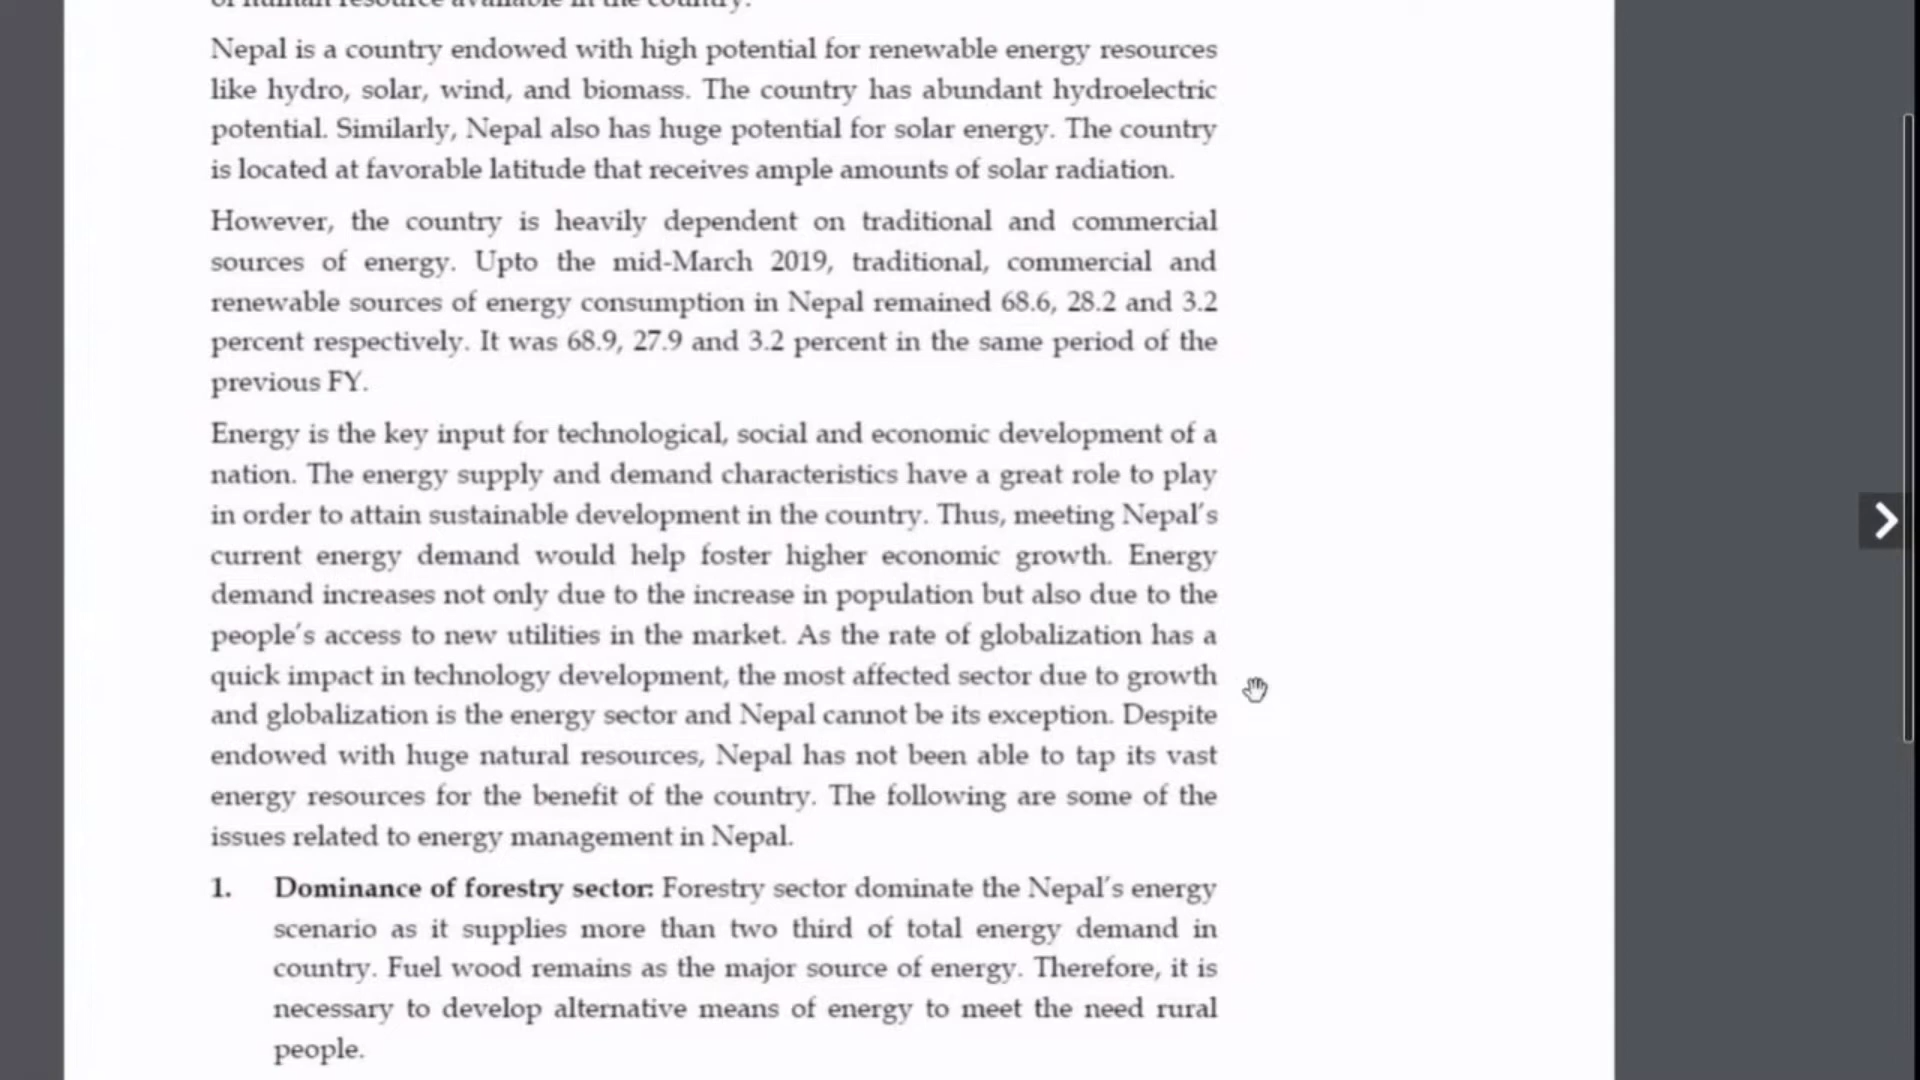 of human resource available in the country.
Nepal is a country endowed with high potential for renewable energy resources
like hydro, solar, wind, and biomass. The country has abundant hydroelectric
potential. Similarly, Nepal also has huge potential for solar energy. The country
is located at favorable latitude that receives ample amounts of solar radiation.
However, the country is heavily dependent on traditional and commercial
sources of energy. Upto the mid-March 2019, traditional, commercial and
renewable sources of energy consumption in Nepal remained 68.6, 28.2 and 3.2
percent respectively. It was 68.9, 27.9 and 3.2 percent in the same period of the
previous FY.
Energy is the key input for technological, social and economic development of a
nation. The energy supply and demand characteristics have a great role to play
in order to attain sustainable development in the country. Thus, meeting Nepal's
current energy demand would help foster higher economic growth. Energy
demand increases not only due to the increase in population but also due to the
people's access to new utilities in the market. As the rate of globalization has a
quick impact in technology development, the most affected sector due to growth
and globalization is the energy sector and Nepal cannot be its exception. Despite
endowed with huge natural resources, Nepal has not been able to tap its vast
energy resources for the benefit of the country. The following are some of the
issues related to energy management in Nepal.
1. Dominance of forestry sector: Forestry sector dominate the Nepal's energy
scenario as it supplies more than two third of total energy demand in
country. Fuel wood remains as the major source of energy. Therefore, it is
necessary to develop alternative means of energy to meet the need rural
people.